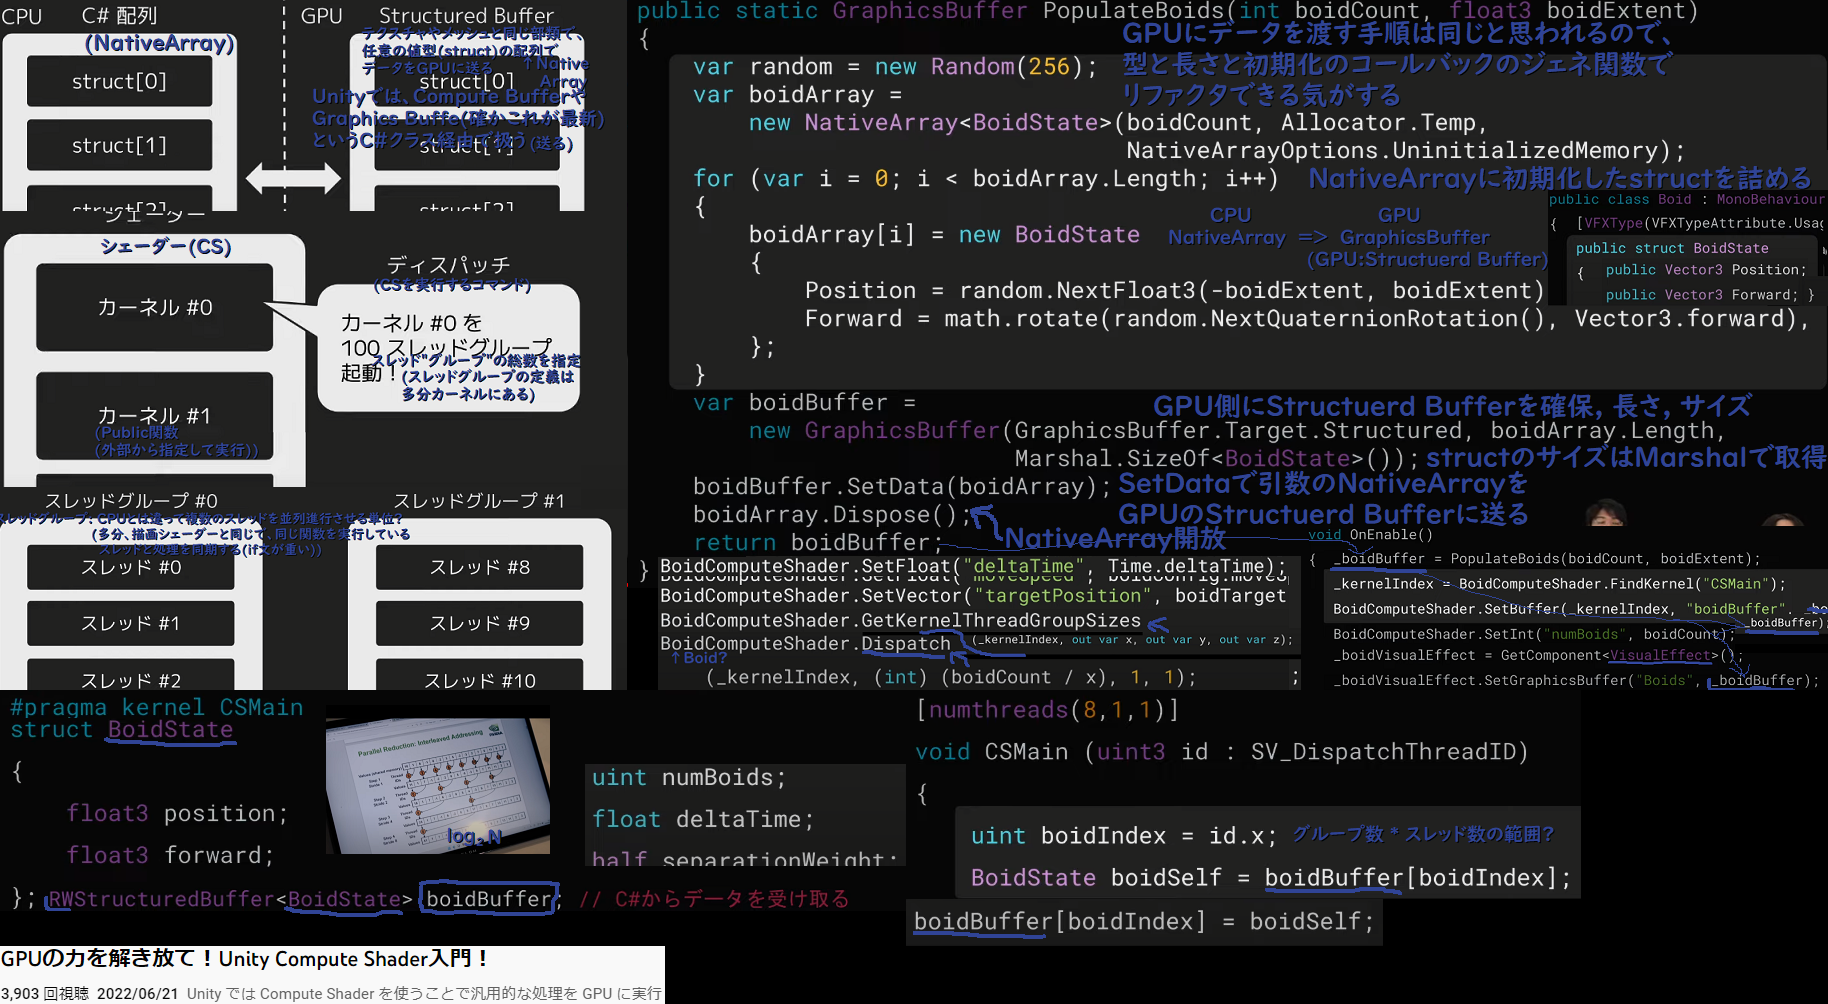 CPU
C# 配列
(NativeArray)
struct[0]
struct[1]
struct[2]
GPU
Structured Buffer
テクスチャやメッシュと同じ部類で、
任意の値型(struct)の配列で
データをGPUに送る
↑Native
Array
struct[0]
Unityでは、Compute Bufferや
Graphics Buffe(確かこれが最新)
というC#クラス経由で扱う(送る)
struct[1]
struct[2]
シェーダー
シェーダー(CS)
カーネル #0
カーネル #1
(Public関数
(外部から指定して実行))
ディスパッチ
(CSを実行するコマンド)
カーネル #0 を
100 スレッドグループ
起動！
スレッド"グループ"の総数を指定
(スレッドグループの定義は
多分カーネルにある)
スレッドグループ #0
スレッドグループ #1
スレッドグループ: CPUとは違って複数のスレッドを並列進行させる単位?
(多分、描画シェーダーと同じで、同じ関数を実行している
スレッドと処理を同期する(if文が重い))
スレッド #0
スレッド #1
スレッド #2
スレッド #8
スレッド #9
スレッド #10
public static GraphicsBuffer PopulateBoids(int boidCount, float3 boidExtent)
{
GPUにデータを渡す手順は同じと思われるので、
型と長さと初期化のコールバックのジェネ関数で
リファクタできる気がする
var random = new Random(256);
var boidArray =
new NativeArray<BoidState>(boidCount, Allocator.Temp,
NativeArrayOptions.UninitializedMemory);
for (var i = 0; i < boidArray.Length; i++)
NativeArrayに初期化したstructを詰める
{
boidArray[i] = new BoidState
CPU
GPU
NativeArray => GraphicsBuffer
(GPU:Structuerd Buffer)
{
Position = random.NextFloat3(-boidExtent, boidExtent)
Forward = math.rotate(random.NextQuaternionRotation(), Vector3.forward),
};
}
public class Boid : MonoBehaviour
{ [VFXType(VFXTypeAttribute.Usag
public struct BoidState
{ public Vector3 Position;
public Vector3 Forward; }
var boidBuffer =
GPU側にStructuerd Bufferを確保, 長さ, サイズ
new GraphicsBuffer(GraphicsBuffer.Target.Structured, boidArray.Length,
Marshal.SizeOf<BoidState>());
structのサイズはMarshalで取得
boidBuffer.SetData(boidArray);
SetDataで引数のNativeArrayを
GPUのStructuerd Bufferに送る
boidArray.Dispose();
NativeArray開放
return boidBuffer;
}
BoidComputeShader.SetFloat("deltaTime", Time.deltaTime);
BoidComputeShader.SetVector("targetPosition", boidTarget
BoidComputeShader.GetKernelThreadGroupSizes
(_kernelIndex, out var x, out var y, out var z);
BoidComputeShader.Dispatch
↑Boid?
(_kernelIndex, (int) (boidCount / x), 1, 1);
;
void OnEnable()
{ _boidBuffer = PopulateBoids(boidCount, boidExtent);
_kernelIndex = BoidComputeShader.FindKernel("CSMain");
BoidComputeShader.SetBuffer(_kernelIndex, "boidBuffer", _bo
_boidBuffer);
BoidComputeShader.SetInt("numBoids", boidCount);
_boidVisualEffect = GetComponent<VisualEffect>();
_boidVisualEffect.SetGraphicsBuffer("Boids", _boidBuffer);
#pragma kernel CSMain
struct BoidState
{
float3 position;
float3 forward;
}; RWStructuredBuffer<BoidState> boidBuffer; // C#からデータを受け取る
Parallel Reduction: Interleaved Addressing
log₂N
uint numBoids;
float deltaTime;
half separationWeight;
[numthreads(8,1,1)]
void CSMain (uint3 id : SV_DispatchThreadID)
{
uint boidIndex = id.x;
グループ数 * スレッド数の範囲?
BoidState boidSelf = boidBuffer[boidIndex];
boidBuffer[boidIndex] = boidSelf;
GPUの力を解き放て！Unity Compute Shader入門！
3,903 回視聴 2022/06/21 Unity では Compute Shader を使うことで汎用的な処理を GPU に実行